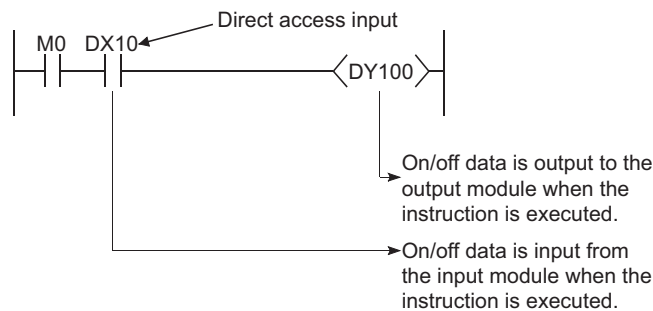 Direct access input
M0 DX10
DY100
On/off data is output to the
output module when the
instruction is executed.
On/off data is input from
the input module when the
instruction is executed.